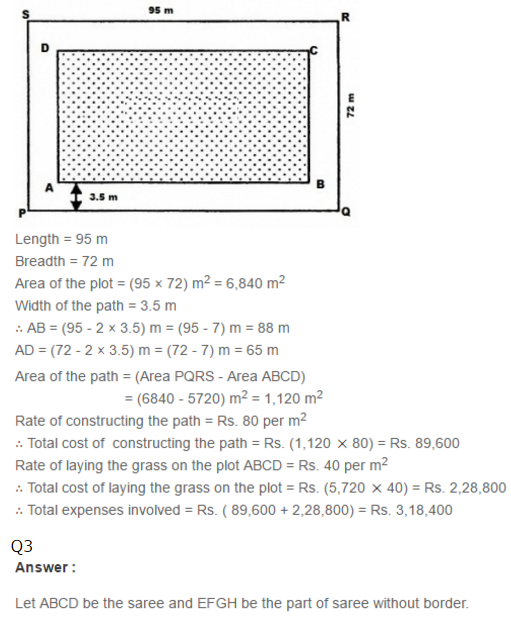 95 m
S
R
D
C
72 m
A
B
3.5 m
P
Q
Length = 95 m
Breadth = 72 m
Area of the plot = (95 × 72) m² = 6,840 m²
Width of the path = 3.5 m
∴ AB = (95 - 2 × 3.5) m = (95 - 7) m = 88 m
AD = (72 - 2 × 3.5) m = (72 - 7) m = 65 m
Area of the path = (Area PQRS - Area ABCD)
= (6840 - 5720) m² = 1,120 m²
Rate of constructing the path = Rs. 80 per m²
∴ Total cost of constructing the path = Rs. (1,120 × 80) = Rs. 89,600
Rate of laying the grass on the plot ABCD = Rs. 40 per m²
∴ Total cost of laying the grass on the plot = Rs. (5,720 × 40) = Rs. 2,28,800
∴ Total expenses involved = Rs. ( 89,600 + 2,28,800) = Rs. 3,18,400
Q3
Answer :
Let ABCD be the saree and EFGH be the part of saree without border.